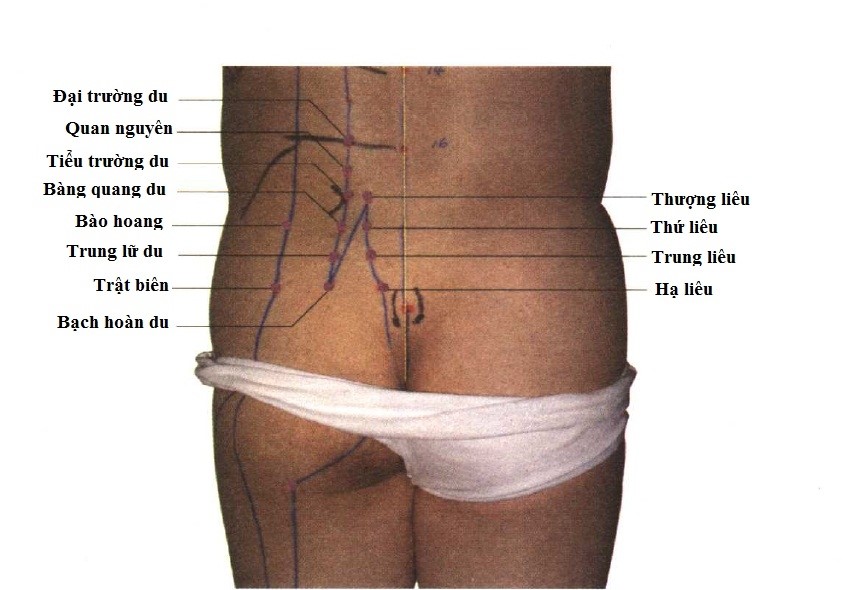 Đại trường du
Quan nguyên
Tiểu trường du
Bàng quang du
Bào hoang
Trung lữ du
Trật biên
Bạch hoàn du
Thượng liêu
Thứ liêu
Trung liêu
Hạ liêu